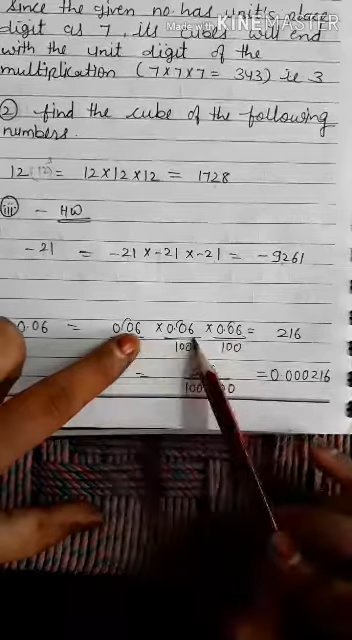 Since the given no. has unit's place
Made With KINEMASTER
digit as 7, its cubes will end
with the unit digit of the
multiplication (7×7×7 = 343) ie 3
② find the cube of the following
numbers.
12 (12)³ = 12×12×12 = 1728
(iii) - HW
-21 = -21 × -21 × -21 = -9261
0.06 = 0.06 × 0.06 × 0.06 = 216
100 100
= = 0.000216